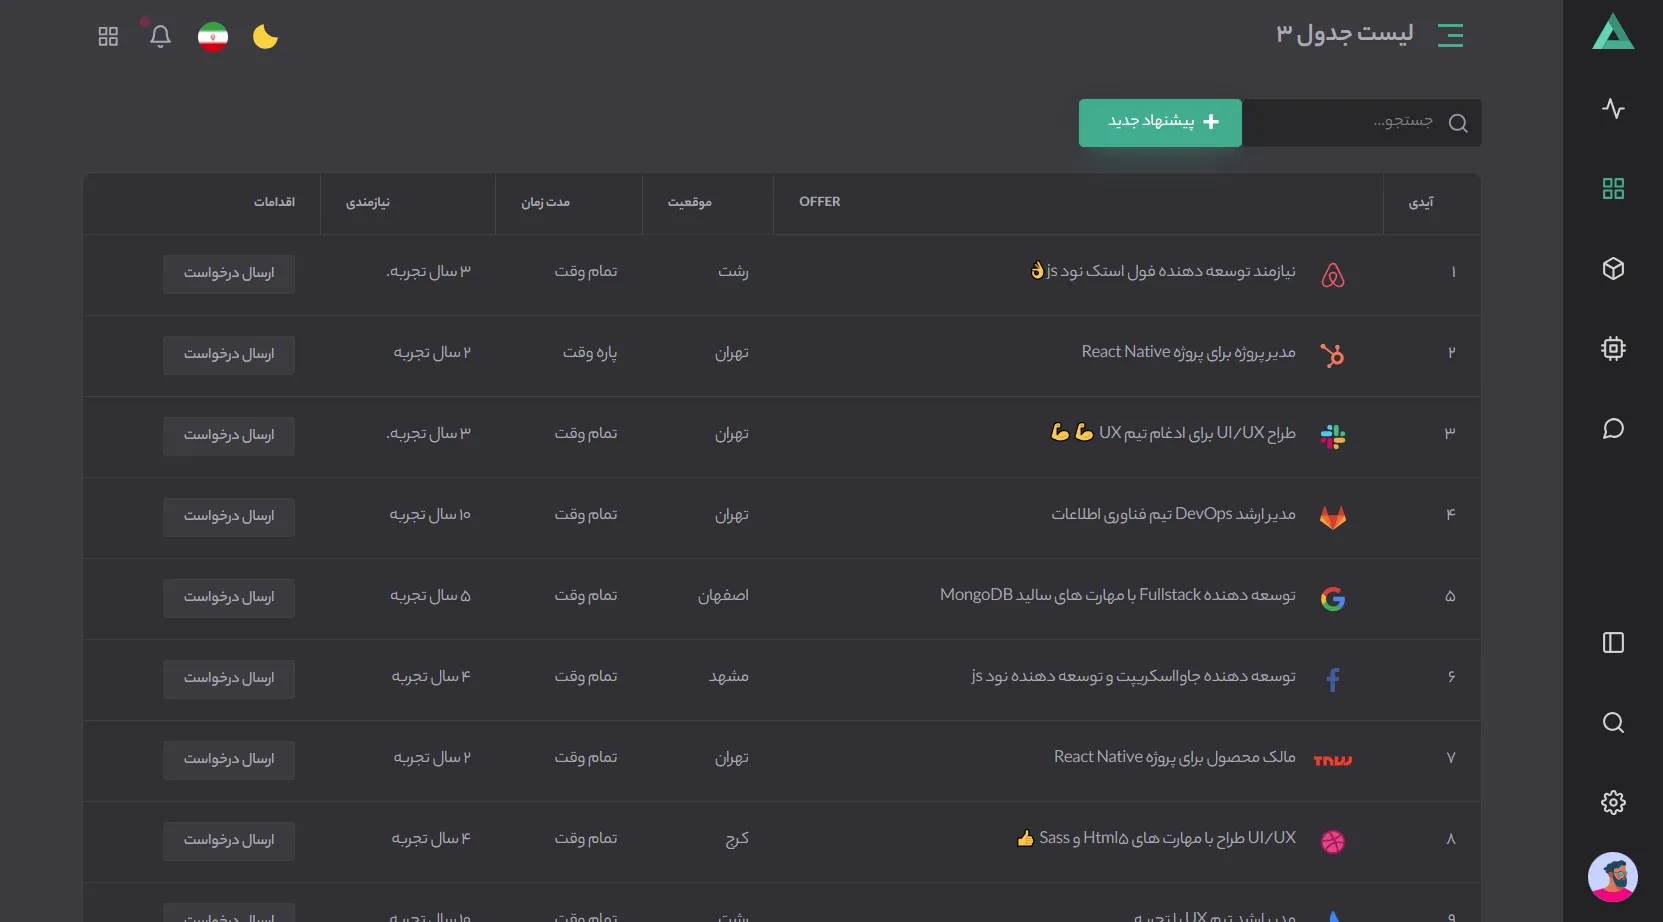 لیست جدول ۳
جستجو...
پیشنهاد جدید
آیدی OFFER موقعیت مدت زمان نیازمندی اقدامات
۱ نیازمند توسعه دهنده فول استک نود js👌 رشت تمام وقت ۳ سال تجربه. ارسال درخواست
۲ مدیر پروژه برای پروژه React Native تهران پاره وقت ۲ سال تجربه ارسال درخواست
۳ طراح UI/UX برای ادغام تیم UX 💪 💪 تهران تمام وقت ۳ سال تجربه. ارسال درخواست
۴ مدیر ارشد DevOps تیم فناوری اطلاعات تهران تمام وقت ۱۰ سال تجربه ارسال درخواست
۵ توسعه دهنده Fullstack با مهارت های سالید MongoDB اصفهان تمام وقت ۵ سال تجربه ارسال درخواست
۶ توسعه دهنده جاوااسکریپت و توسعه دهنده نود js مشهد تمام وقت ۴ سال تجربه ارسال درخواست
TNW
۷ مالک محصول برای پروژه React Native تهران تمام وقت ۲ سال تجربه ارسال درخواست
۸ UI/UX طراح با مهارت های Html۵ و Sass 👍 کرج تمام وقت ۴ سال تجربه ارسال درخواست
۹ مدیر ارشد تیم UX با تجربه رشت تمام وقت ۱۰ سال تجربه ارسال درخواست